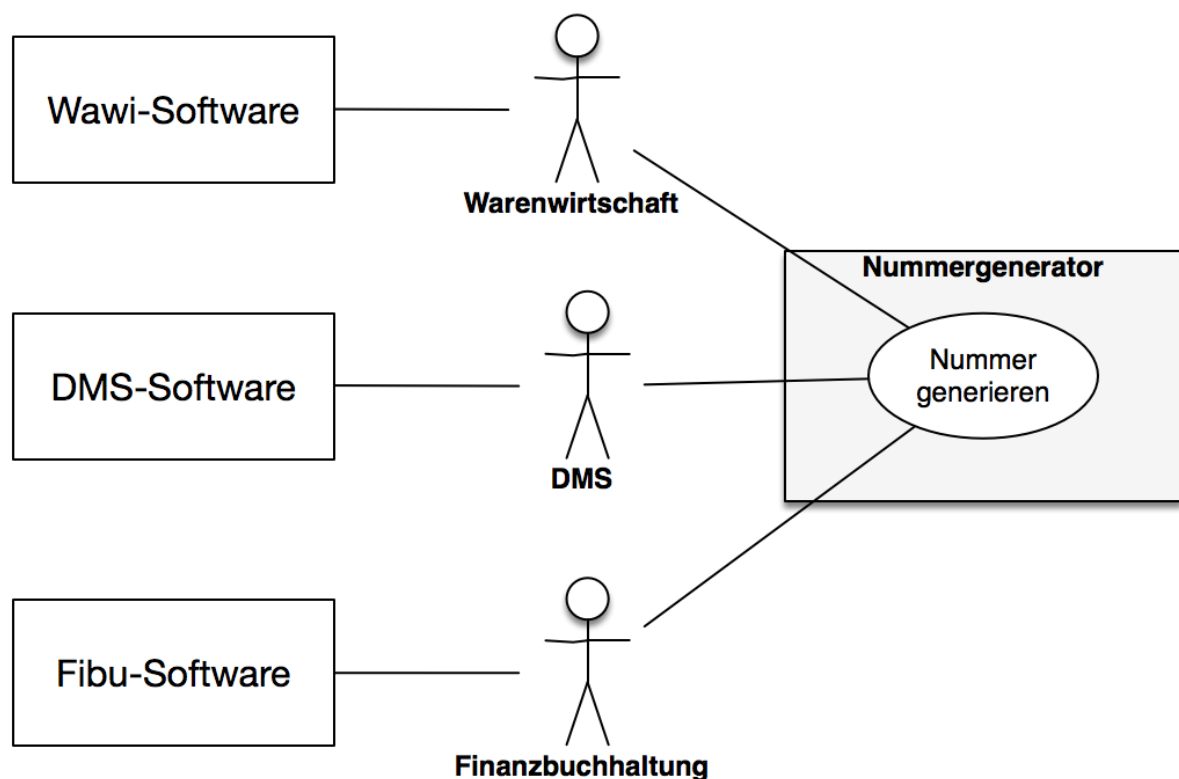 Wawi-Software
Warenwirtschaft
Nummergenerator
Nummer
generieren
DMS-Software
DMS
Fibu-Software
Finanzbuchhaltung